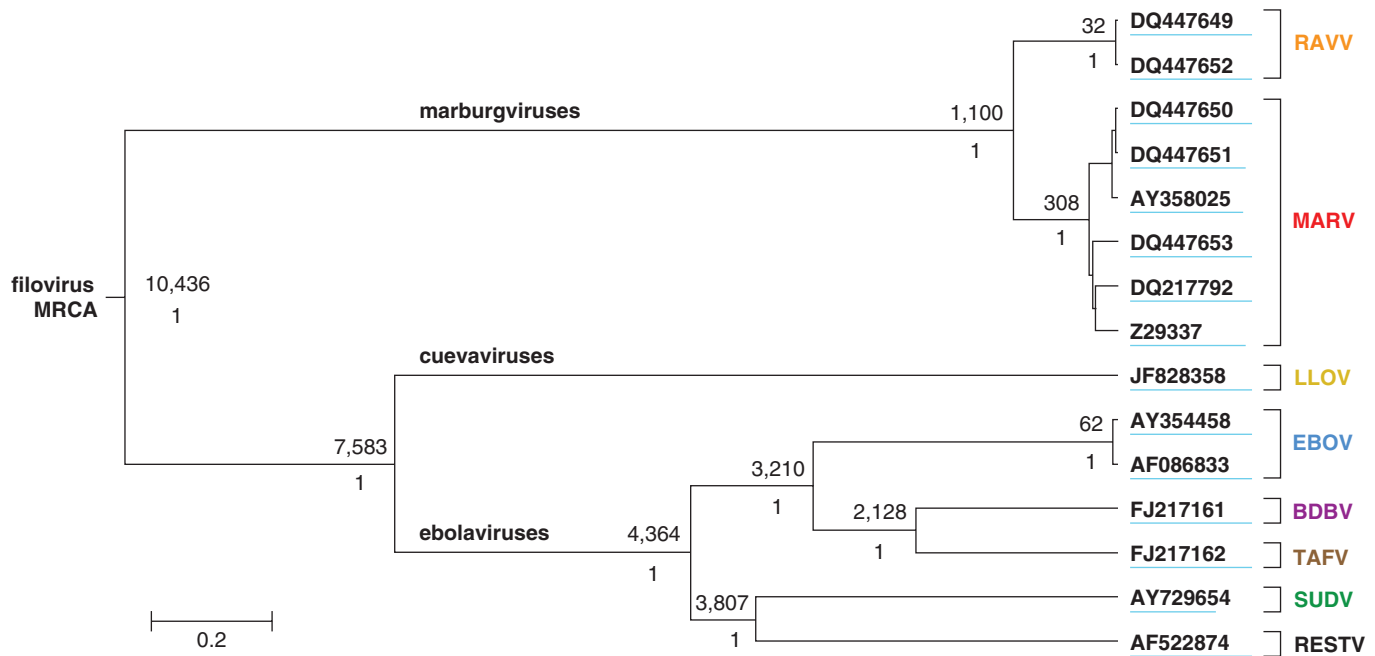 32
1
DQ447649
DQ447652
RAVV
marburgviruses
1,100
1
DQ447650
DQ447651
AY358025
308
1
DQ447653
DQ217792
Z29337
MARV
filovirus
MRCA
10,436
1
cuevaviruses
JF828358
LLOV
7,583
1
62
1
AY354458
AF086833
EBOV
3,210
1
2,128
1
FJ217161
BDBV
FJ217162
TAFV
ebolaviruses
4,364
1
3,807
1
AY729654
SUDV
AF522874
RESTV
0.2